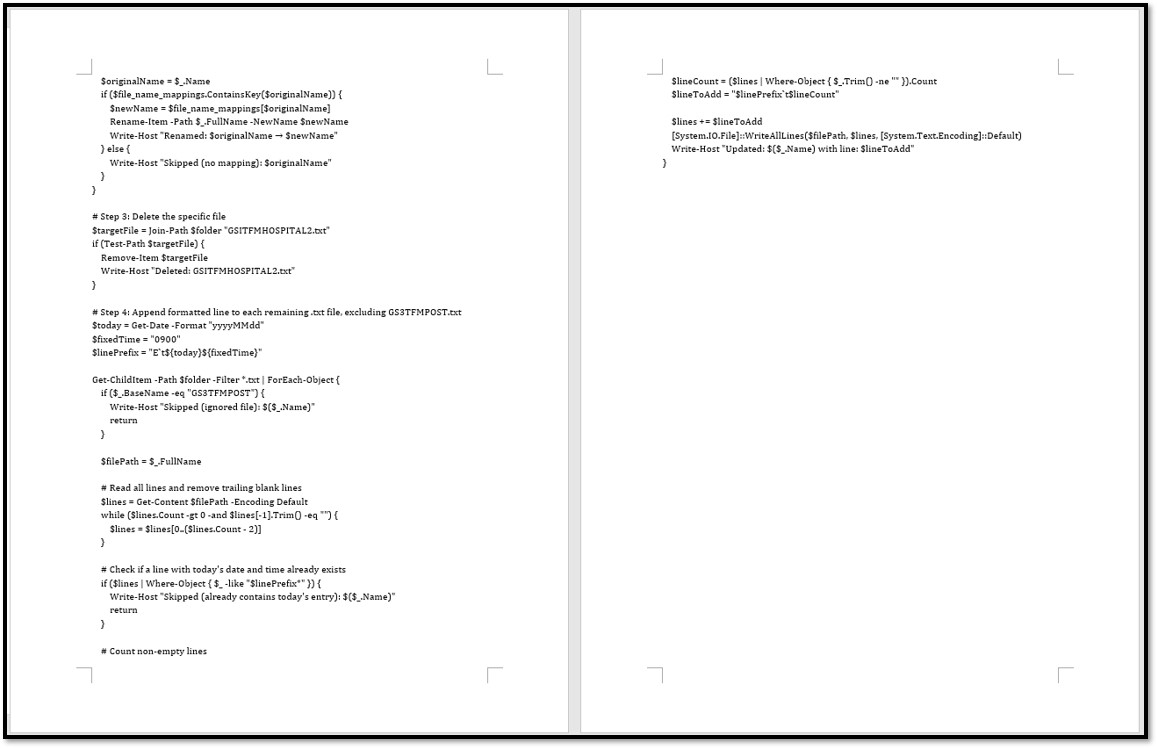 $originalName = $_.Name
if ($file_name_mappings.ContainsKey($originalName)) {
$newName = $file_name_mappings[$originalName]
Rename-Item -Path $_.FullName -NewName $newName
Write-Host "Renamed: $originalName → $newName"
} else {
Write-Host "Skipped (no mapping): $originalName"
}
}
# Step 3: Delete the specific file
$targetFile = Join-Path $folder "GSITFMHOSPITAL2.txt"
if (Test-Path $targetFile) {
Remove-Item $targetFile
Write-Host "Deleted: GSITFMHOSPITAL2.txt"
}
# Step 4: Append formatted line to each remaining .txt file, excluding GS3TFMPOST.txt
$today = Get-Date -Format "yyyyMMdd"
$fixedTime = "0900"
$linePrefix = "E`t${today}${fixedTime}"
Get-ChildItem -Path $folder -Filter *.txt | ForEach-Object {
if ($_.BaseName -eq "GS3TFMPOST") {
Write-Host "Skipped (ignored file): $($_.Name)"
return
}
$filePath = $_.FullName
# Read all lines and remove trailing blank lines
$lines = Get-Content $filePath -Encoding Default
while ($lines.Count -gt 0 -and $lines[-1].Trim() -eq "") {
$lines = $lines[0..($lines.Count - 2)]
}
# Check if a line with today's date and time already exists
if ($lines | Where-Object { $_ -like "$linePrefix*" }) {
Write-Host "Skipped (already contains today's entry): $($_.Name)"
return
}
# Count non-empty lines
$lineCount = ($lines | Where-Object { $_.Trim() -ne "" }).Count
$lineToAdd = "$linePrefix`t$lineCount"
$lines += $lineToAdd
[System.IO.File]::WriteAllLines($filePath, $lines, [System.Text.Encoding]::Default)
Write-Host "Updated: $($_.Name) with line: $lineToAdd"
}